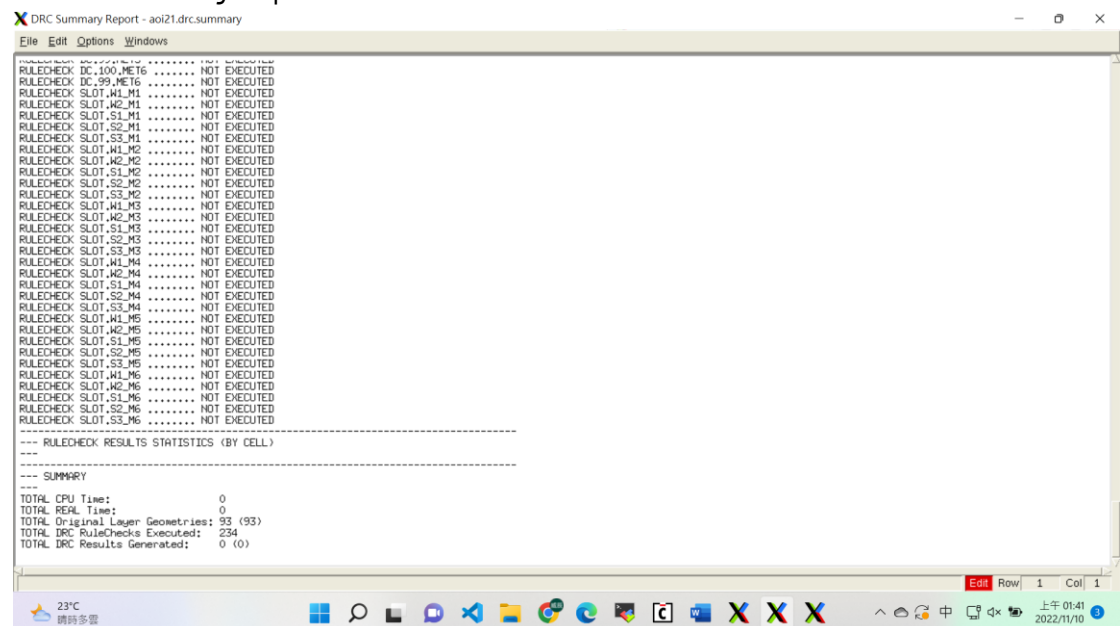 DRC Summary Report - aoi21.drc.summary
File Edit Options Windows
RULECHECK DC.99.MET5 ........ NOT EXECUTED
RULECHECK DC.100.MET6 ....... NOT EXECUTED
RULECHECK DC.99.MET6 ........ NOT EXECUTED
RULECHECK SLOT.W1_M1 ........ NOT EXECUTED
RULECHECK SLOT.W2_M1 ........ NOT EXECUTED
RULECHECK SLOT.S1_M1 ........ NOT EXECUTED
RULECHECK SLOT.S2_M1 ........ NOT EXECUTED
RULECHECK SLOT.S3_M1 ........ NOT EXECUTED
RULECHECK SLOT.W1_M2 ........ NOT EXECUTED
RULECHECK SLOT.W2_M2 ........ NOT EXECUTED
RULECHECK SLOT.S1_M2 ........ NOT EXECUTED
RULECHECK SLOT.S2_M2 ........ NOT EXECUTED
RULECHECK SLOT.S3_M2 ........ NOT EXECUTED
RULECHECK SLOT.W1_M3 ........ NOT EXECUTED
RULECHECK SLOT.W2_M3 ........ NOT EXECUTED
RULECHECK SLOT.S1_M3 ........ NOT EXECUTED
RULECHECK SLOT.S2_M3 ........ NOT EXECUTED
RULECHECK SLOT.S3_M3 ........ NOT EXECUTED
RULECHECK SLOT.W1_M4 ........ NOT EXECUTED
RULECHECK SLOT.W2_M4 ........ NOT EXECUTED
RULECHECK SLOT.S1_M4 ........ NOT EXECUTED
RULECHECK SLOT.S2_M4 ........ NOT EXECUTED
RULECHECK SLOT.S3_M4 ........ NOT EXECUTED
RULECHECK SLOT.W1_M5 ........ NOT EXECUTED
RULECHECK SLOT.W2_M5 ........ NOT EXECUTED
RULECHECK SLOT.S1_M5 ........ NOT EXECUTED
RULECHECK SLOT.S2_M5 ........ NOT EXECUTED
RULECHECK SLOT.S3_M5 ........ NOT EXECUTED
RULECHECK SLOT.W1_M6 ........ NOT EXECUTED
RULECHECK SLOT.W2_M6 ........ NOT EXECUTED
RULECHECK SLOT.S1_M6 ........ NOT EXECUTED
RULECHECK SLOT.S2_M6 ........ NOT EXECUTED
RULECHECK SLOT.S3_M6 ........ NOT EXECUTED
----------------------------------------------------------------------------------
--- RULECHECK RESULTS STATISTICS (BY CELL)
---
----------------------------------------------------------------------------------
--- SUMMARY
---
TOTAL CPU Time: 0
TOTAL REAL Time: 0
TOTAL Original Layer Geometries: 93 (93)
TOTAL DRC RuleChecks Executed: 234
TOTAL DRC Results Generated: 0 (0)
Edit Row 1 Col 1
23°C
晴時多雲
中
上午 01:41
2022/11/10
3